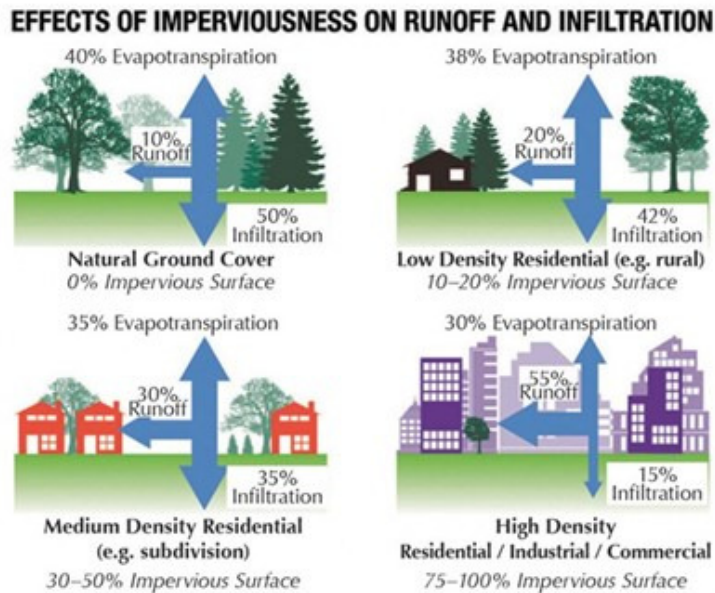 EFFECTS OF IMPERVIOUSNESS ON RUNOFF AND INFILTRATION
40% Evapotranspiration
10%
Runoff
50%
Infiltration
Natural Ground Cover
0% Impervious Surface
38% Evapotranspiration
20%
Runoff
42%
Infiltration
Low Density Residential (e.g. rural)
10–20% Impervious Surface
35% Evapotranspiration
30%
Runoff
35%
Infiltration
Medium Density Residential
(e.g. subdivision)
30–50% Impervious Surface
30% Evapotranspiration
55%
Runoff
15%
Infiltration
High Density
Residential / Industrial / Commercial
75–100% Impervious Surface